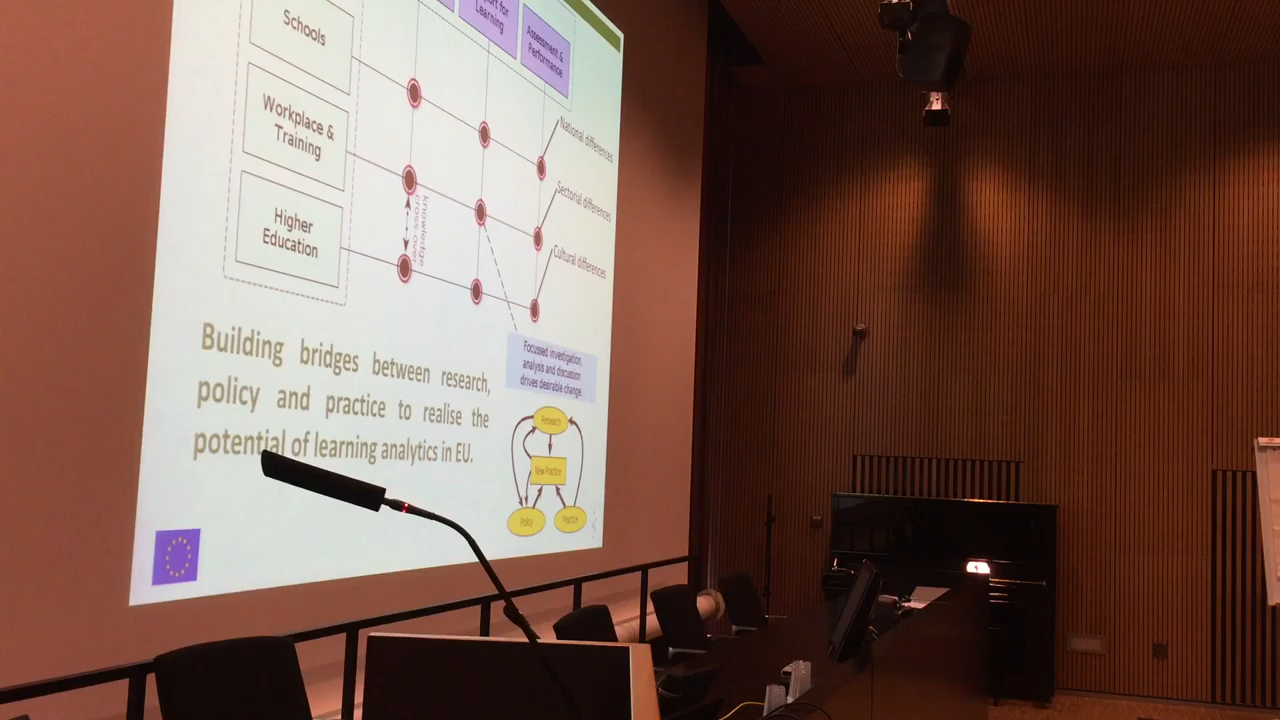 Learning
Assessment &
Performance
Schools
Workplace &
Training
Higher
Education
knowledge
cross-over
National differences
Sectorial differences
Cultural differences
Building bridges between research,
policy and practice to realise the
potential of learning analytics in EU.
Focussed investigation,
analysis and discussion
drives desirable change.
Research
New Practice
Policy
Practice